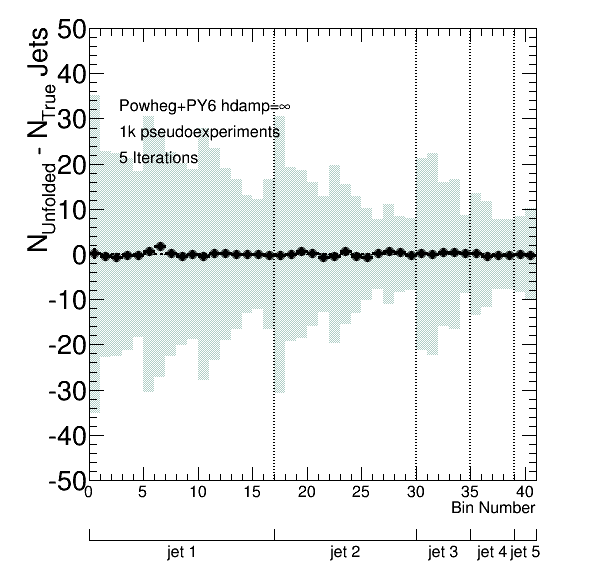 N_Unfolded - N_True Jets
50
40
30
20
10
0
-10
-20
-30
-40
-50
Powheg+PY6 hdamp=∞
1k pseudoexperiments
5 Iterations
0 5 10 15 20 25 30 35 40
Bin Number
jet 1 jet 2 jet 3 jet 4 jet 5